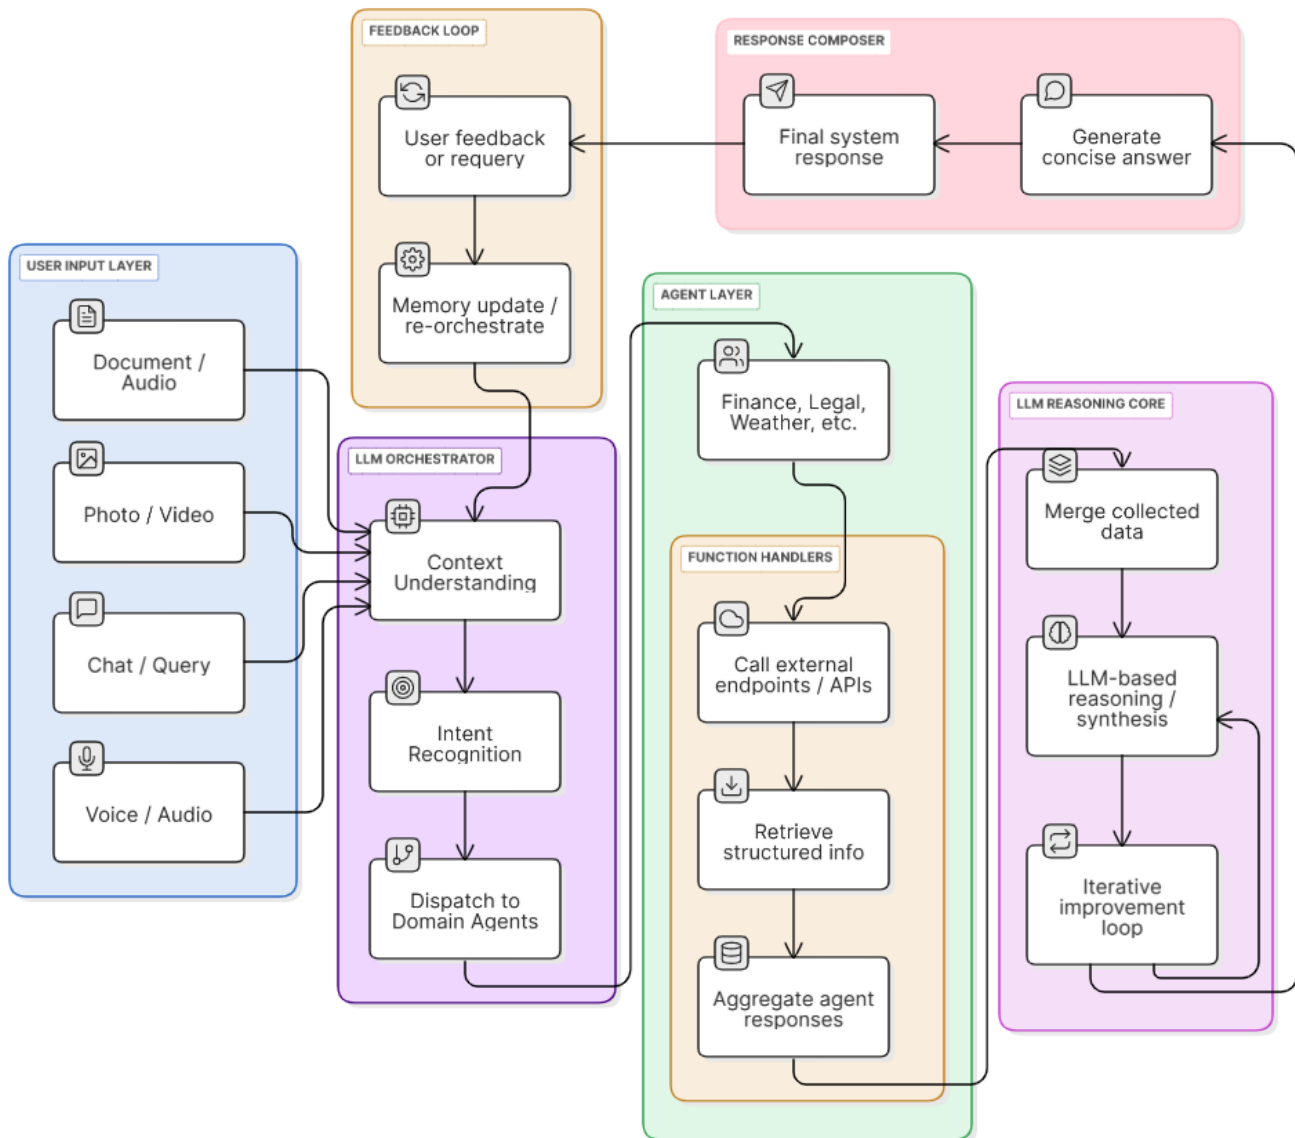 FEEDBACK LOOP
User feedback
or requery
Memory update /
re-orchestrate
RESPONSE COMPOSER
Final system
response
Generate
concise answer
USER INPUT LAYER
Document /
Audio
Photo / Video
Chat / Query
Voice / Audio
LLM ORCHESTRATOR
Context
Understanding
Intent
Recognition
Dispatch to
Domain Agents
AGENT LAYER
Finance, Legal,
Weather, etc.
FUNCTION HANDLERS
Call external
endpoints / APIs
Retrieve
structured info
Aggregate agent
responses
LLM REASONING CORE
Merge collected
data
LLM-based
reasoning /
synthesis
Iterative
improvement
loop